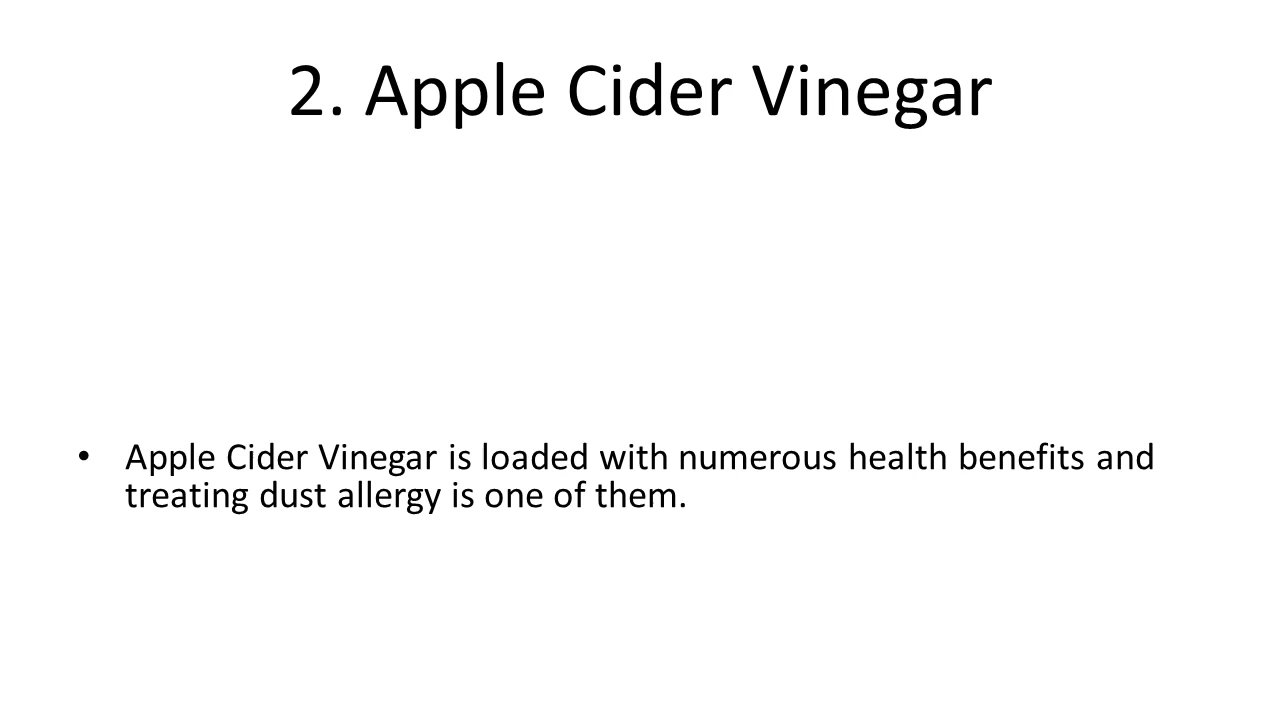 2. Apple Cider Vinegar
• Apple Cider Vinegar is loaded with numerous health benefits and
treating dust allergy is one of them.